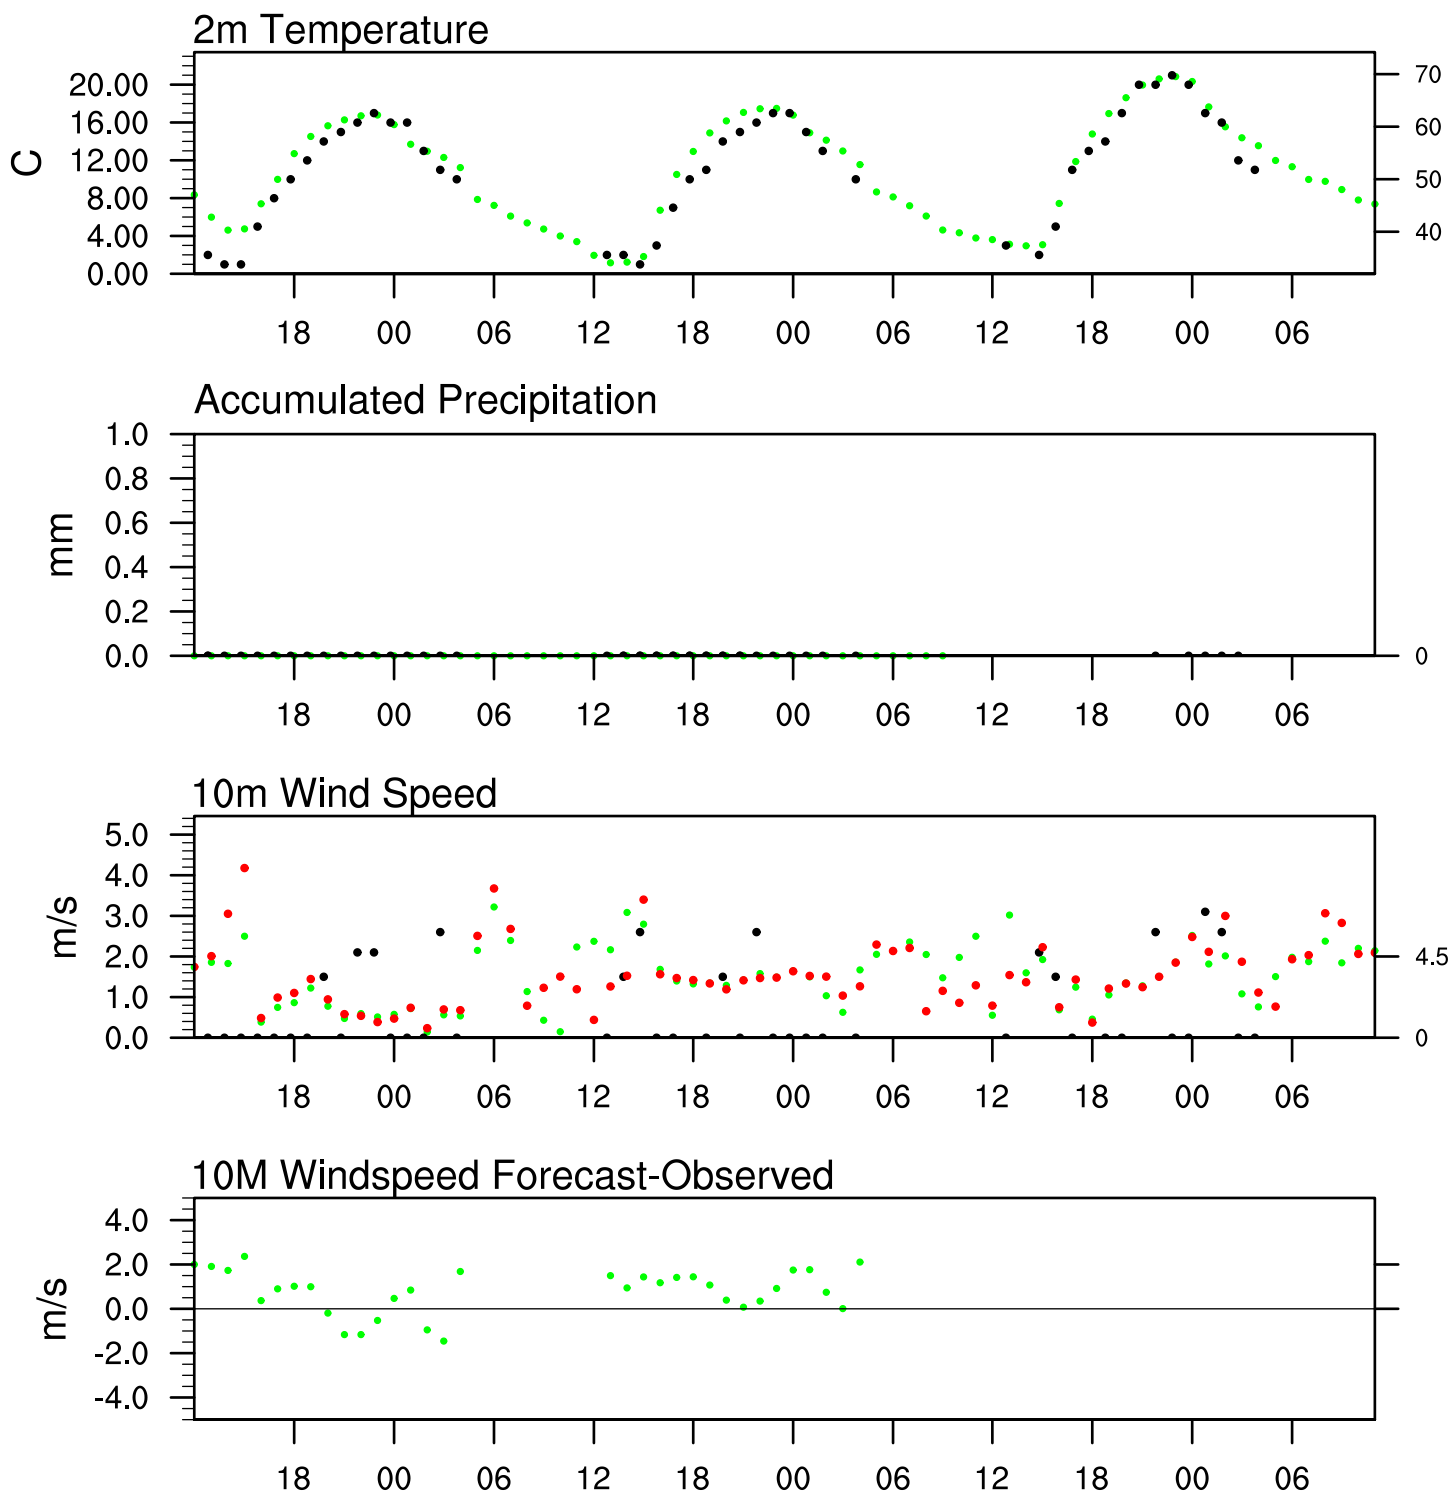 2m Temperature
20.00
16.00
12.00
8.00
4.00
0.00
C
70
60
50
40
18 00 06 12 18 00 06 12 18 00 06
Accumulated Precipitation
1.0
0.8
0.6
0.4
0.2
0.0
mm
0
18 00 06 12 18 00 06 12 18 00 06
10m Wind Speed
5.0
4.0
3.0
2.0
1.0
0.0
m/s
4.5
0
18 00 06 12 18 00 06 12 18 00 06
10M Windspeed Forecast-Observed
4.0
2.0
0.0
-2.0
-4.0
m/s
18 00 06 12 18 00 06 12 18 00 06